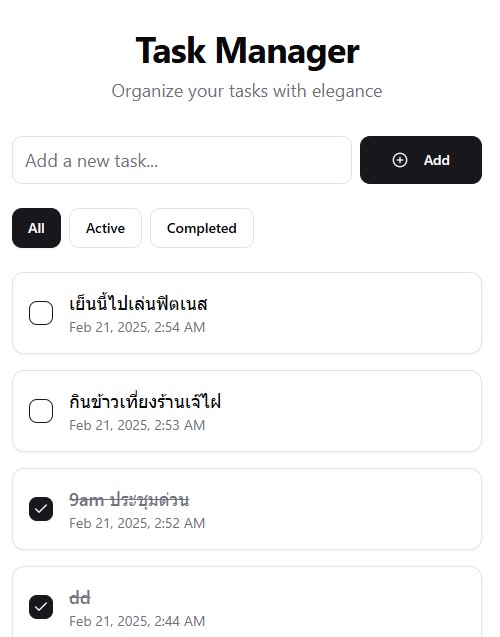 Task Manager
Organize your tasks with elegance
Add a new task...
Add
All Active Completed
เย็นนี้ไปเล่นฟิตเนส
Feb 21, 2025, 2:54 AM
กินข้าวเที่ยงร้านเจ๊ไฝ
Feb 21, 2025, 2:53 AM
9am ประชุมด่วน
Feb 21, 2025, 2:52 AM
dd
Feb 21, 2025, 2:44 AM